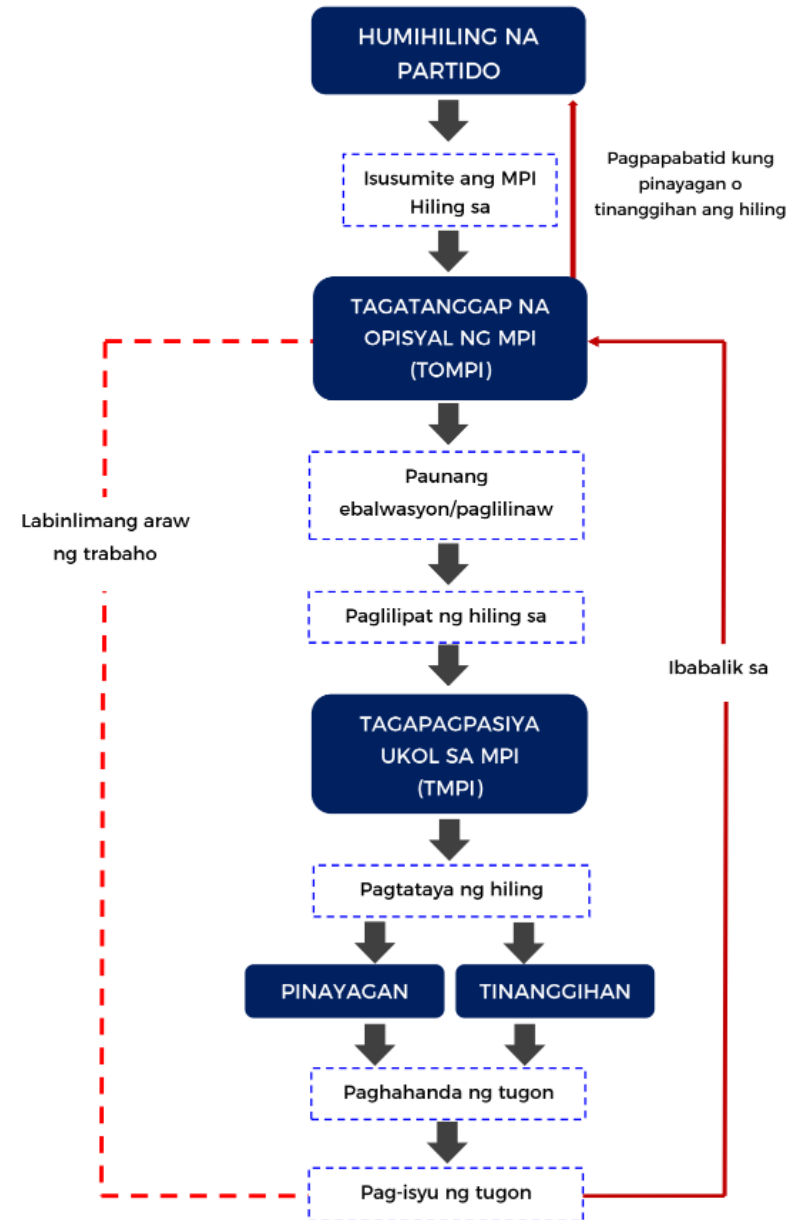 HUMIHILING NA
PARTIDO
Pagpapabatid kung
pinayagan o
tinanggihan ang hiling
Isusumite ang MPI
Hiling sa
TAGATANGGAP NA
OPISYAL NG MPI
(TOMPI)
Paunang
ebalwasyon/paglilinaw
Labinlimang araw
ng trabaho
Paglilipat ng hiling sa
Ibabalik sa
TAGAPAGPASIYA
UKOL SA MPI
(TMPI)
Pagtataya ng hiling
PINAYAGAN
TINANGGIHAN
Paghahanda ng tugon
Pag-isyu ng tugon